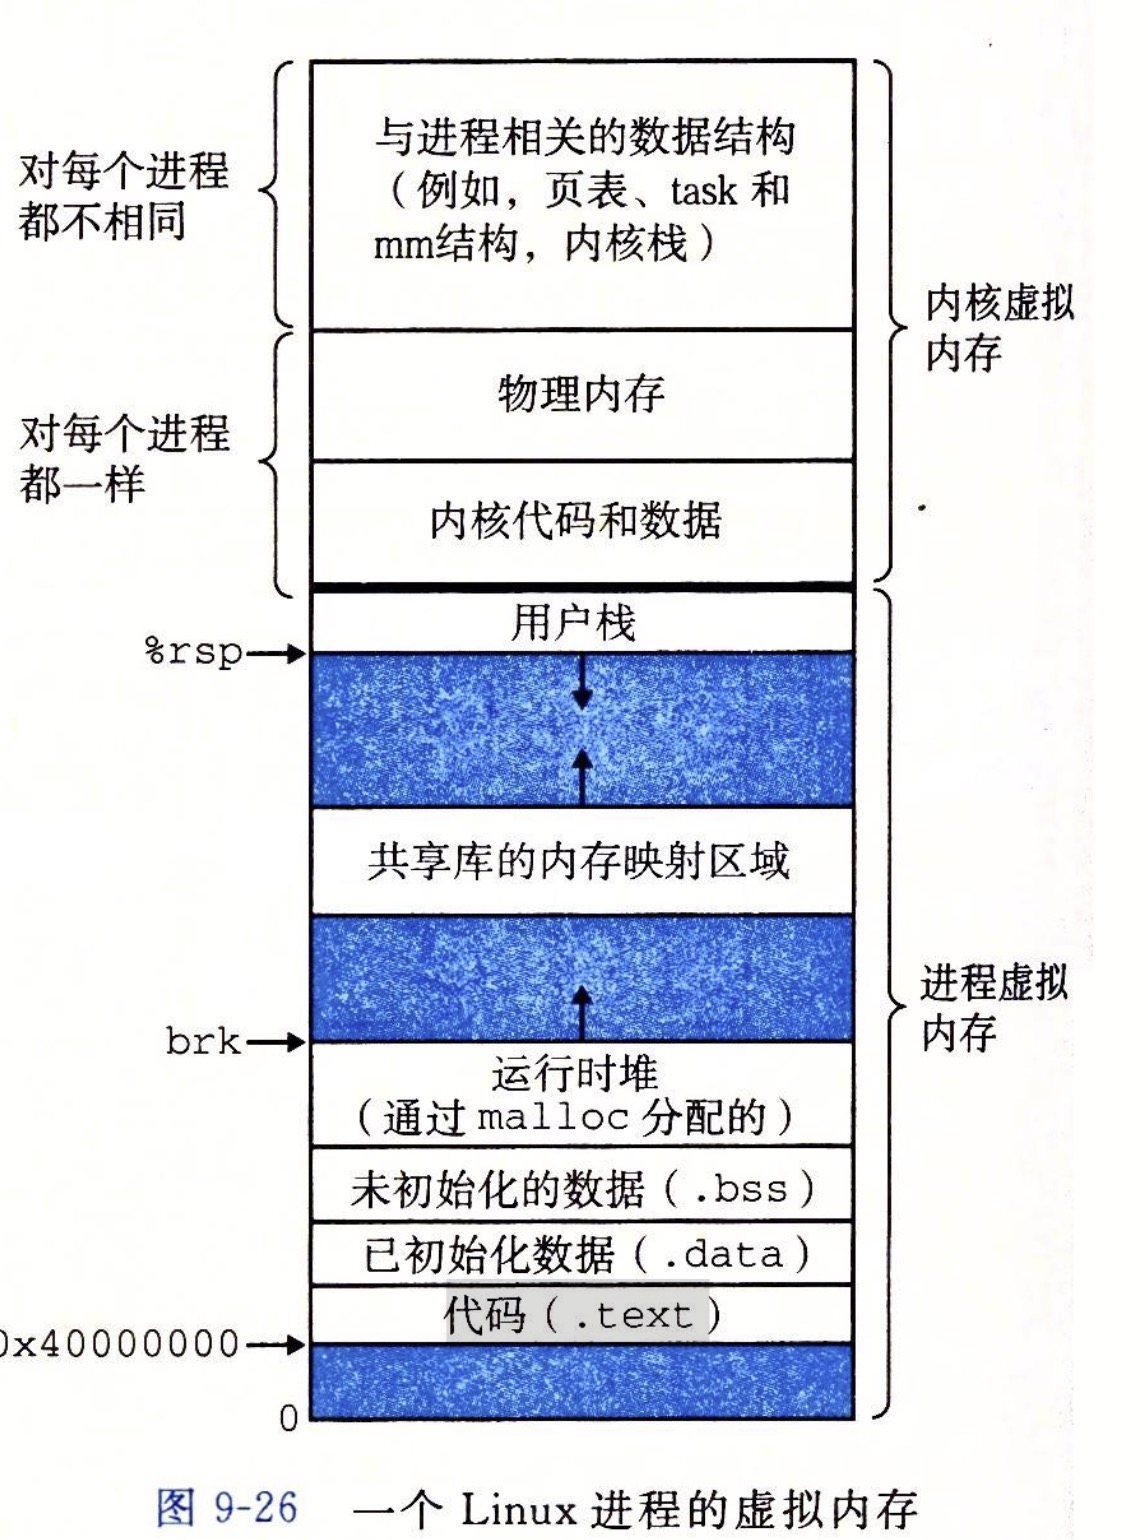 对每个进程
都不相同
与进程相关的数据结构
（例如，页表、task 和
mm结构，内核栈）
内核虚拟
内存
对每个进程
都一样
物理内存
内核代码和数据
用户栈
%rsp
共享库的内存映射区域
进程虚拟
内存
brk
运行时堆
（通过 malloc 分配的）
未初始化的数据（.bss）
已初始化数据（.data）
代码（.text）
0x40000000
0
图 9-26 一个 Linux 进程的虚拟内存